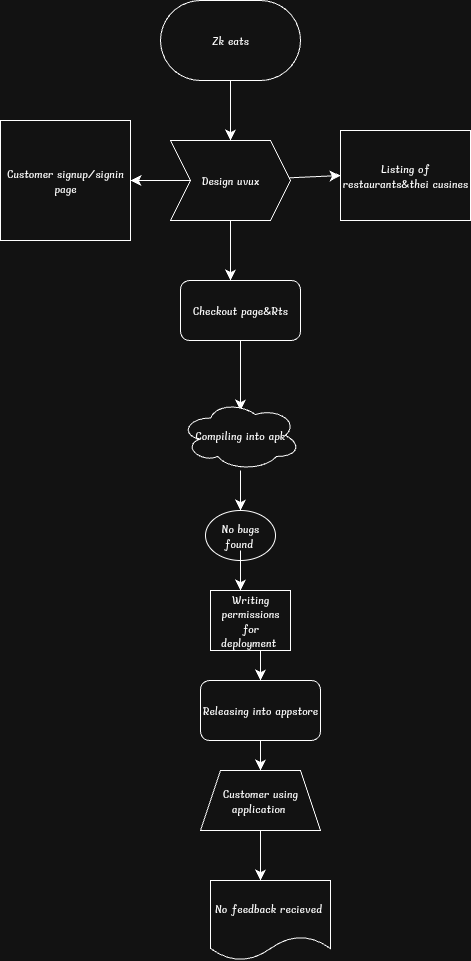 Zk eats
Customer signup/signin
page
Design uvux
Listing of
restaurants&thei cusines
Checkout page&Rts
Compiling into apk
No bugs
found
Writing
permissions
for
deployment
Releasing into appstore
Customer using
application
No feedback recieved